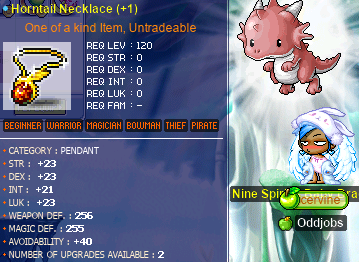 Horntail Necklace (+1)
One of a kind Item, Untradeable
REQ LEV : 120
REQ STR : 0
REQ DEX : 0
REQ INT : 0
REQ LUK : 0
REQ FAM : -
BEGINNER WARRIOR MAGICIAN BOWMAN THIEF PIRATE
CATEGORY : PENDANT
STR : +23
DEX : +23
INT : +21
LUK : +23
WEAPON DEF. : 256
MAGIC DEF. : 255
AVOIDABILITY : +40
NUMBER OF UPGRADES AVAILABLE : 2
Nine Spirit
cervine
Oddjobs